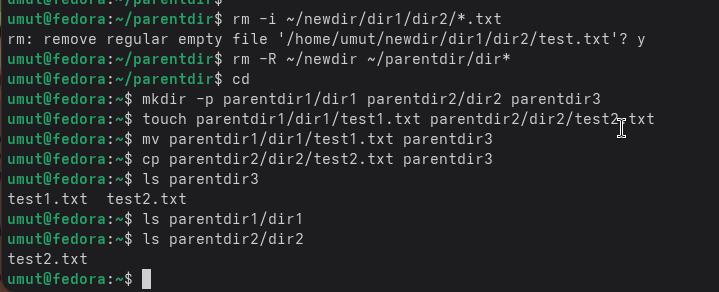 umut@fedora:~/parentdir$ rm -i ~/newdir/dir1/dir2/*.txt
rm: remove regular empty file '/home/umut/newdir/dir1/dir2/test.txt'? y
umut@fedora:~/parentdir$ rm -R ~/newdir ~/parentdir/dir*
umut@fedora:~/parentdir$ cd
umut@fedora:~$ mkdir -p parentdir1/dir1 parentdir2/dir2 parentdir3
umut@fedora:~$ touch parentdir1/dir1/test1.txt parentdir2/dir2/test2.txt
umut@fedora:~$ mv parentdir1/dir1/test1.txt parentdir3
umut@fedora:~$ cp parentdir2/dir2/test2.txt parentdir3
umut@fedora:~$ ls parentdir3
test1.txt  test2.txt
umut@fedora:~$ ls parentdir1/dir1
umut@fedora:~$ ls parentdir2/dir2
test2.txt
umut@fedora:~$